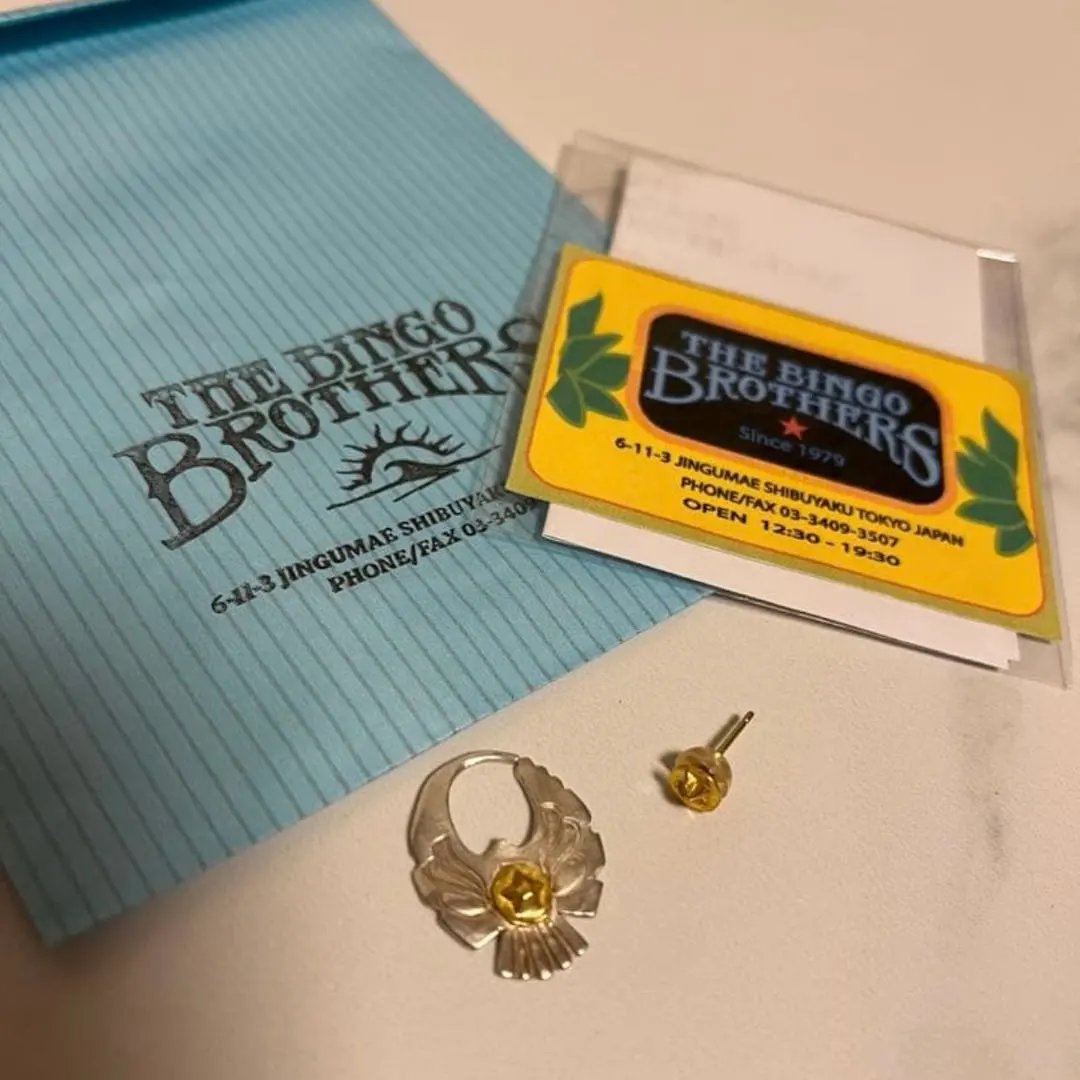 THE BINGO
BROTHERS
6-11-3 JINGUMAE SHIBUYAKU
PHONE/FAX 03-3409
THE BINGO
BROTHERS
Since 1979
6-11-3 JINGUMAE SHIBUYAKU TOKYO JAPAN
PHONE/FAX 03-3409-3507
OPEN 12:30 - 19:30